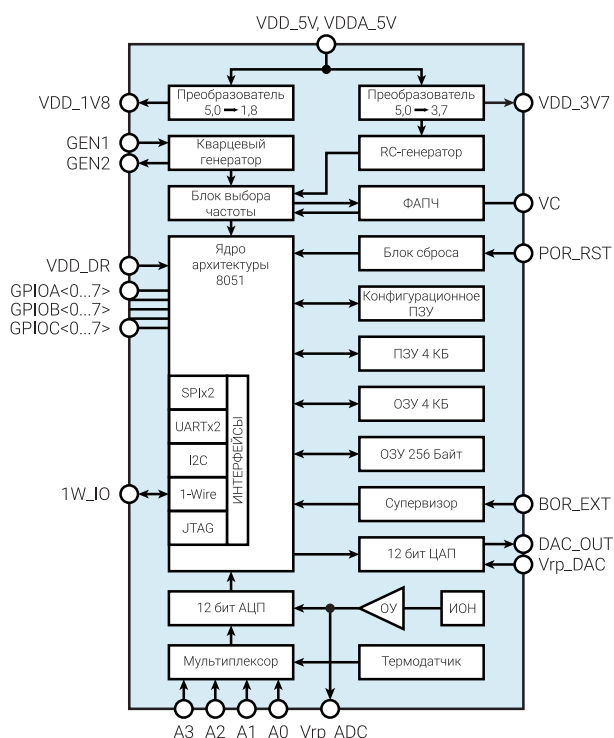 VDD_5V, VDDA_5V
VDD_1V8
Преобразователь
5,0 → 1,8
Преобразователь
5,0 → 3,7
VDD_3V7
GEN1
GEN2
Кварцевый
генератор
RC-генератор
Блок выбора
частоты
ФАПЧ
VC
Ядро
архитектуры
8051
Блок сброса
POR_RST
VDD_DR
GPIOA<0...7>
GPIOB<0...7>
GPIOC<0...7>
Конфигурационное
ПЗУ
ПЗУ 4 КБ
ОЗУ 4 КБ
ОЗУ 256 Байт
SPIx2
UARTx2
I2C
1-Wire
JTAG
ИНТЕРФЕЙСЫ
1W_IO
Супервизор
BOR_EXT
12 бит ЦАП
DAC_OUT
Vrp_DAC
12 бит АЦП
ОУ
ИОН
Мультиплексор
Термодатчик
A3 A2 A1 A0 Vrp_ADC